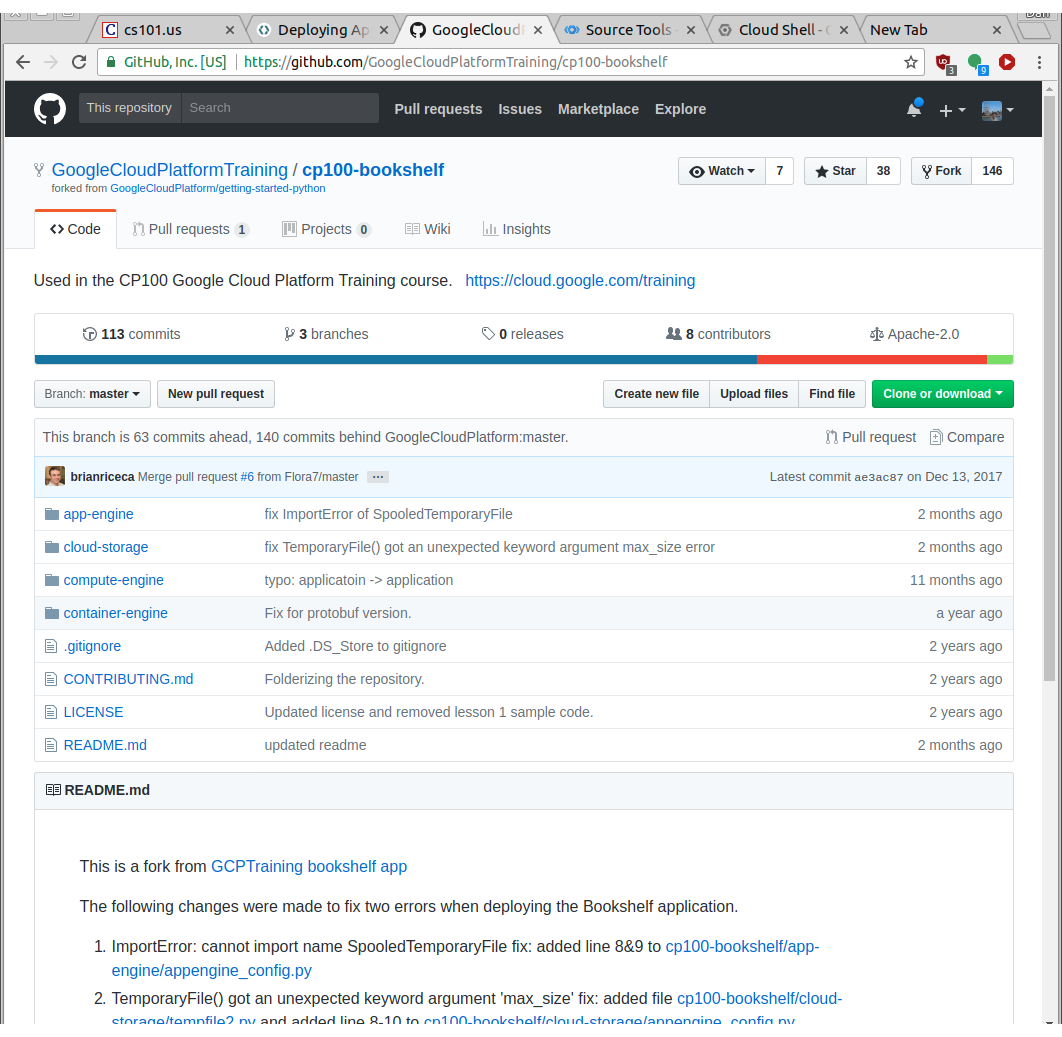 cs101.us
Deploying Ap
GoogleCloud
Source Tools -
Cloud Shell -
New Tab
Dan
GitHub, Inc. [US] | https://github.com/GoogleCloudPlatformTraining/cp100-bookshelf
3
9
This repository
Search
Pull requests
Issues
Marketplace
Explore
GoogleCloudPlatformTraining / cp100-bookshelf
Watch 7
Star 38
Fork 146
forked from GoogleCloudPlatform/getting-started-python
<> Code
Pull requests 1
Projects 0
Wiki
Insights
Used in the CP100 Google Cloud Platform Training course. https://cloud.google.com/training
113 commits
3 branches
0 releases
8 contributors
Apache-2.0
Branch: master
New pull request
Create new file
Upload files
Find file
Clone or download
This branch is 63 commits ahead, 140 commits behind GoogleCloudPlatform:master.
Pull request
Compare
brianriceca Merge pull request #6 from Flora7/master ...
Latest commit ae3ac87 on Dec 13, 2017
app-engine fix ImportError of SpooledTemporaryFile 2 months ago
cloud-storage fix TemporaryFile() got an unexpected keyword argument max_size error 2 months ago
compute-engine typo: applicatoin -> application 11 months ago
container-engine Fix for protobuf version. a year ago
.gitignore Added .DS_Store to gitignore 2 years ago
CONTRIBUTING.md Folderizing the repository. 2 years ago
LICENSE Updated license and removed lesson 1 sample code. 2 years ago
README.md updated readme 2 months ago
README.md
This is a fork from GCPTraining bookshelf app
The following changes were made to fix two errors when deploying the Bookshelf application.
1. ImportError: cannot import name SpooledTemporaryFile fix: added line 8&9 to cp100-bookshelf/app-
engine/appengine_config.py
2. TemporaryFile() got an unexpected keyword argument 'max_size' fix: added file cp100-bookshelf/cloud-
storage/tempfile2.py and added line 8-10 to cp100-bookshelf/cloud-storage/appengine_config.py